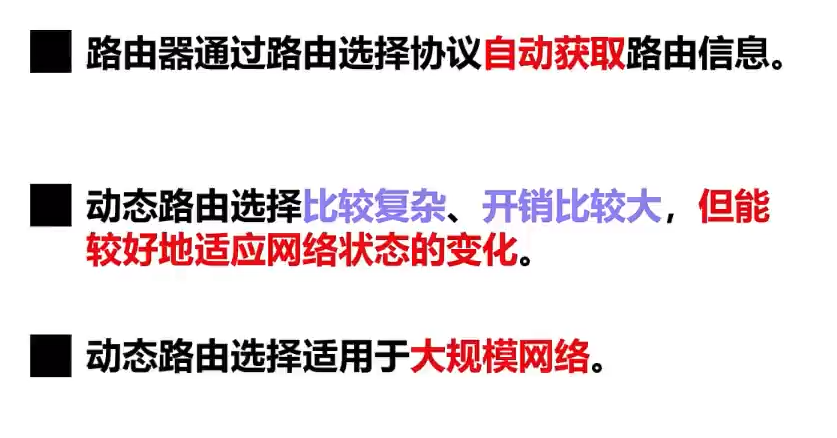 路由器通过路由选择协议自动获取路由信息。
动态路由选择比较复杂、开销比较大，但能
较好地适应网络状态的变化。
动态路由选择适用于大规模网络。